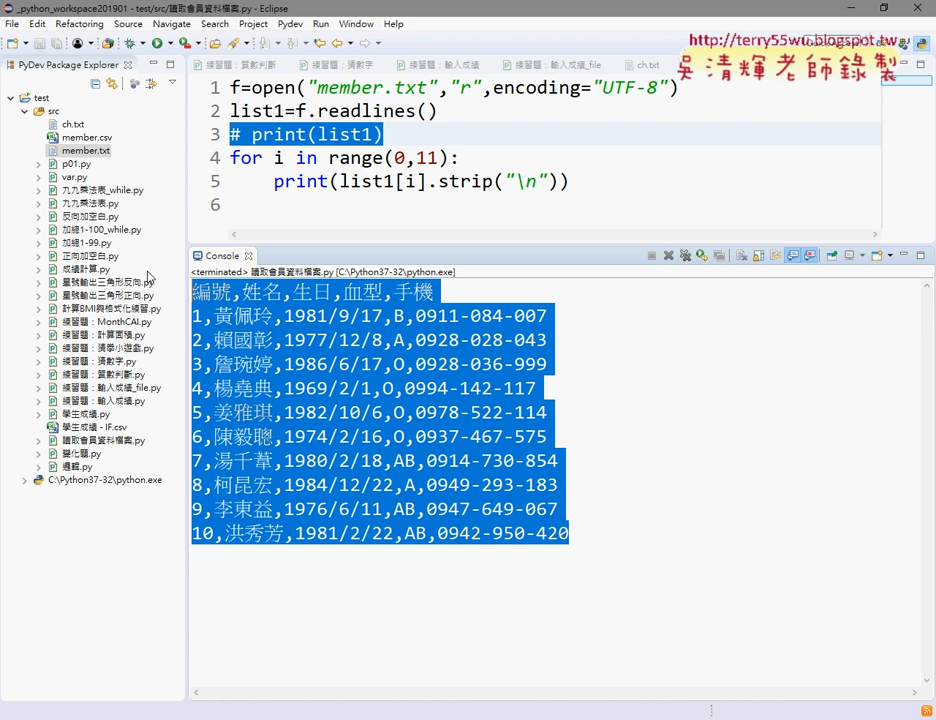 _python_workspace201901 - test/src/讀取會員資料檔案.py - Eclipse
File Edit Refactoring Source Navigate Search Project Pydev Run Window Help
http://terry55wu.blogspot.tw
吳清輝老師錄製
PyDev Package Explorer
練習題：質數判斷 練習題：猜數字 練習題：輸入成績 練習題：輸入成績_file ch.txt
test
src
ch.txt
member.csv
member.txt
p01.py
var.py
九九乘法表_while.py
九九乘法表.py
反向加空白.py
加總1-100_while.py
加總1-99.py
正向加空白.py
成績計算.py
星號輸出三角形反向.py
星號輸出三角形正向.py
計算BMI與格式化練習.py
練習題：MonthCAI.py
練習題：計算面積.py
練習題：猜拳小遊戲.py
練習題：猜數字.py
練習題：質數判斷.py
練習題：輸入成績_file.py
練習題：輸入成績.py
學生成績.py
學生成績 - IF.csv
讀取會員資料檔案.py
變化題.py
邏輯.py
C:\Python37-32\python.exe
1 f=open("member.txt","r",encoding="UTF-8")
2 list1=f.readlines()
3 # print(list1)
4 for i in range(0,11):
5 print(list1[i].strip("\n"))
6
Console
<terminated> 讀取會員資料檔案.py [C:\Python37-32\python.exe]
編號,姓名,生日,血型,手機
1,黃佩玲,1981/9/17,B,0911-084-007
2,賴國彰,1977/12/8,A,0928-028-043
3,詹琬婷,1986/6/17,O,0928-036-999
4,楊堯典,1969/2/1,O,0994-142-117
5,姜雅琪,1982/10/6,O,0978-522-114
6,陳毅聰,1974/2/16,O,0937-467-575
7,湯千葦,1980/2/18,AB,0914-730-854
8,柯昆宏,1984/12/22,A,0949-293-183
9,李東益,1976/6/11,AB,0947-649-067
10,洪秀芳,1981/2/22,AB,0942-950-420